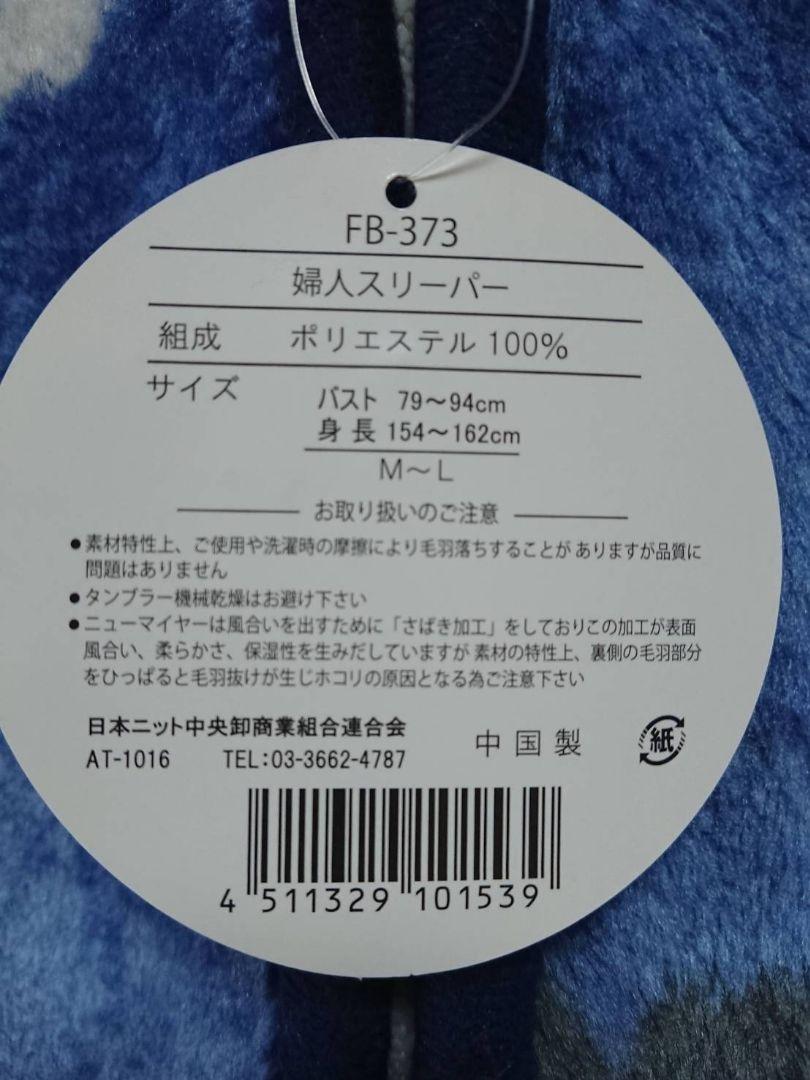 FB-373
婦人スリーパー
組成 ポリエステル 100%
サイズ バスト 79〜94cm
身長 154〜162cm
M〜L
お取り扱いのご注意
●素材特性上、ご使用や洗濯時の摩擦により毛羽落ちすることが ありますが品質に
問題はありません
●タンブラー機械乾燥はお避け下さい
●ニューマイヤーは風合いを出すために「さばき加工」をしておりこの加工が表面
風合い、柔らかさ、保湿性を生みだしていますが 素材の特性上、裏側の毛羽部分
をひっぱると毛羽抜けが生じホコリの原因となる為ご注意下さい
日本ニット中央卸商業組合連合会
AT-1016 TEL:03-3662-4787
中国製
紙
4 511329 101539